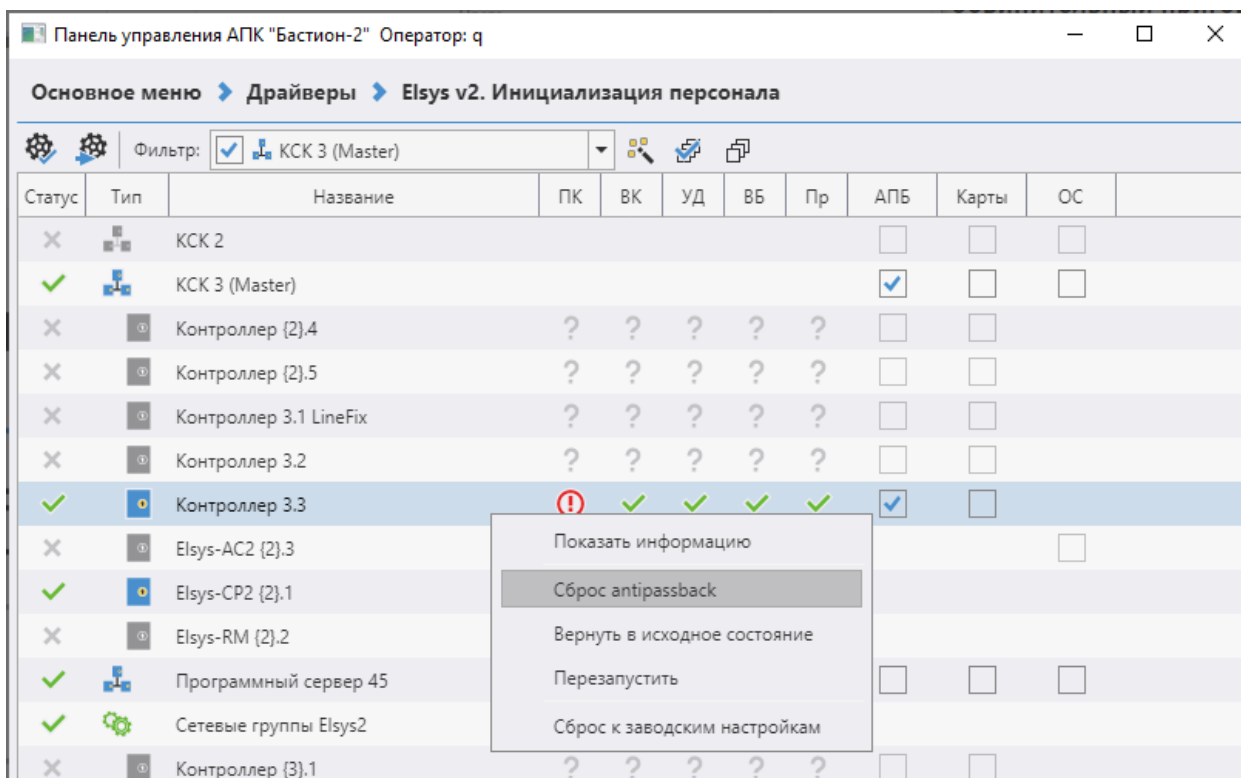 Панель управления АПК "Бастион-2" Оператор: q
Основное меню Драйверы Elsys v2. Инициализация персонала
Фильтр: КСК 3 (Master)
Статус Тип Название ПК ВК УД ВБ Пр АПБ Карты ОС
КСК 2
КСК 3 (Master)
Контроллер {2}.4 ? ? ? ? ?
Контроллер {2}.5 ? ? ? ? ?
Контроллер 3.1 LineFix ? ? ? ? ?
Контроллер 3.2 ? ? ? ? ?
Контроллер 3.3
Показать информацию
Elsys-AC2 {2}.3
Сброс antipassback
Elsys-CP2 {2}.1
Вернуть в исходное состояние
Elsys-RM {2}.2
Перезапустить
Программный сервер 45
Сброс к заводским настройкам
Сетевые группы Elsys2
Контроллер {3}.1 ? ? ? ? ?